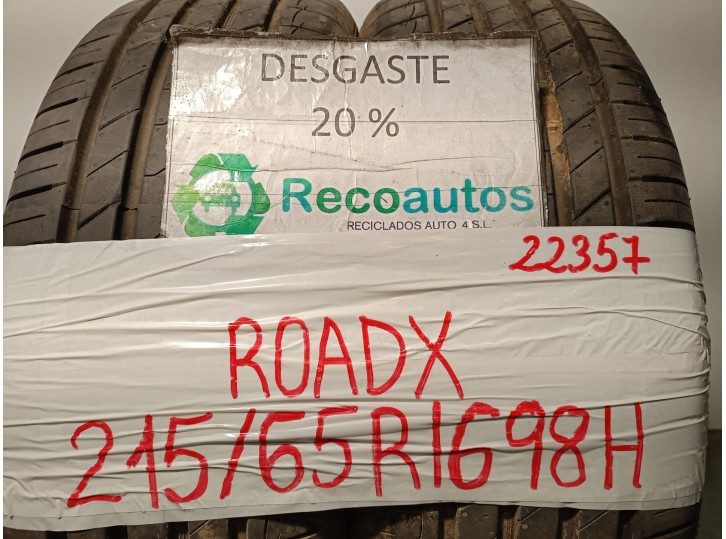 DESGASTE
20 %
Recoautos
RECICLADOS AUTO 4 S.L.
22357
ROADX
215/65R1698H